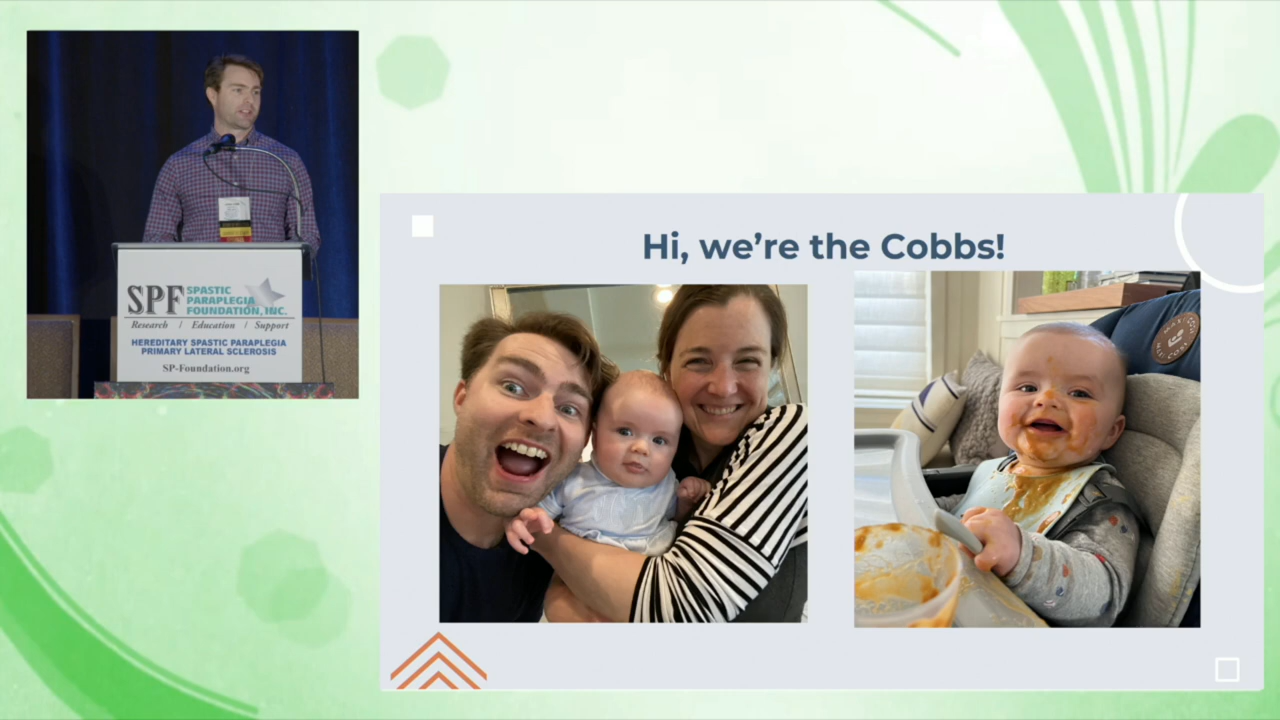 SPF SPASTIC
PARAPLEGIA
FOUNDATION, INC.
Research / Education / Support
HEREDITARY SPASTIC PARAPLEGIA
PRIMARY LATERAL SCLEROSIS
SP-Foundation.org
Hi, we're the Cobbs!